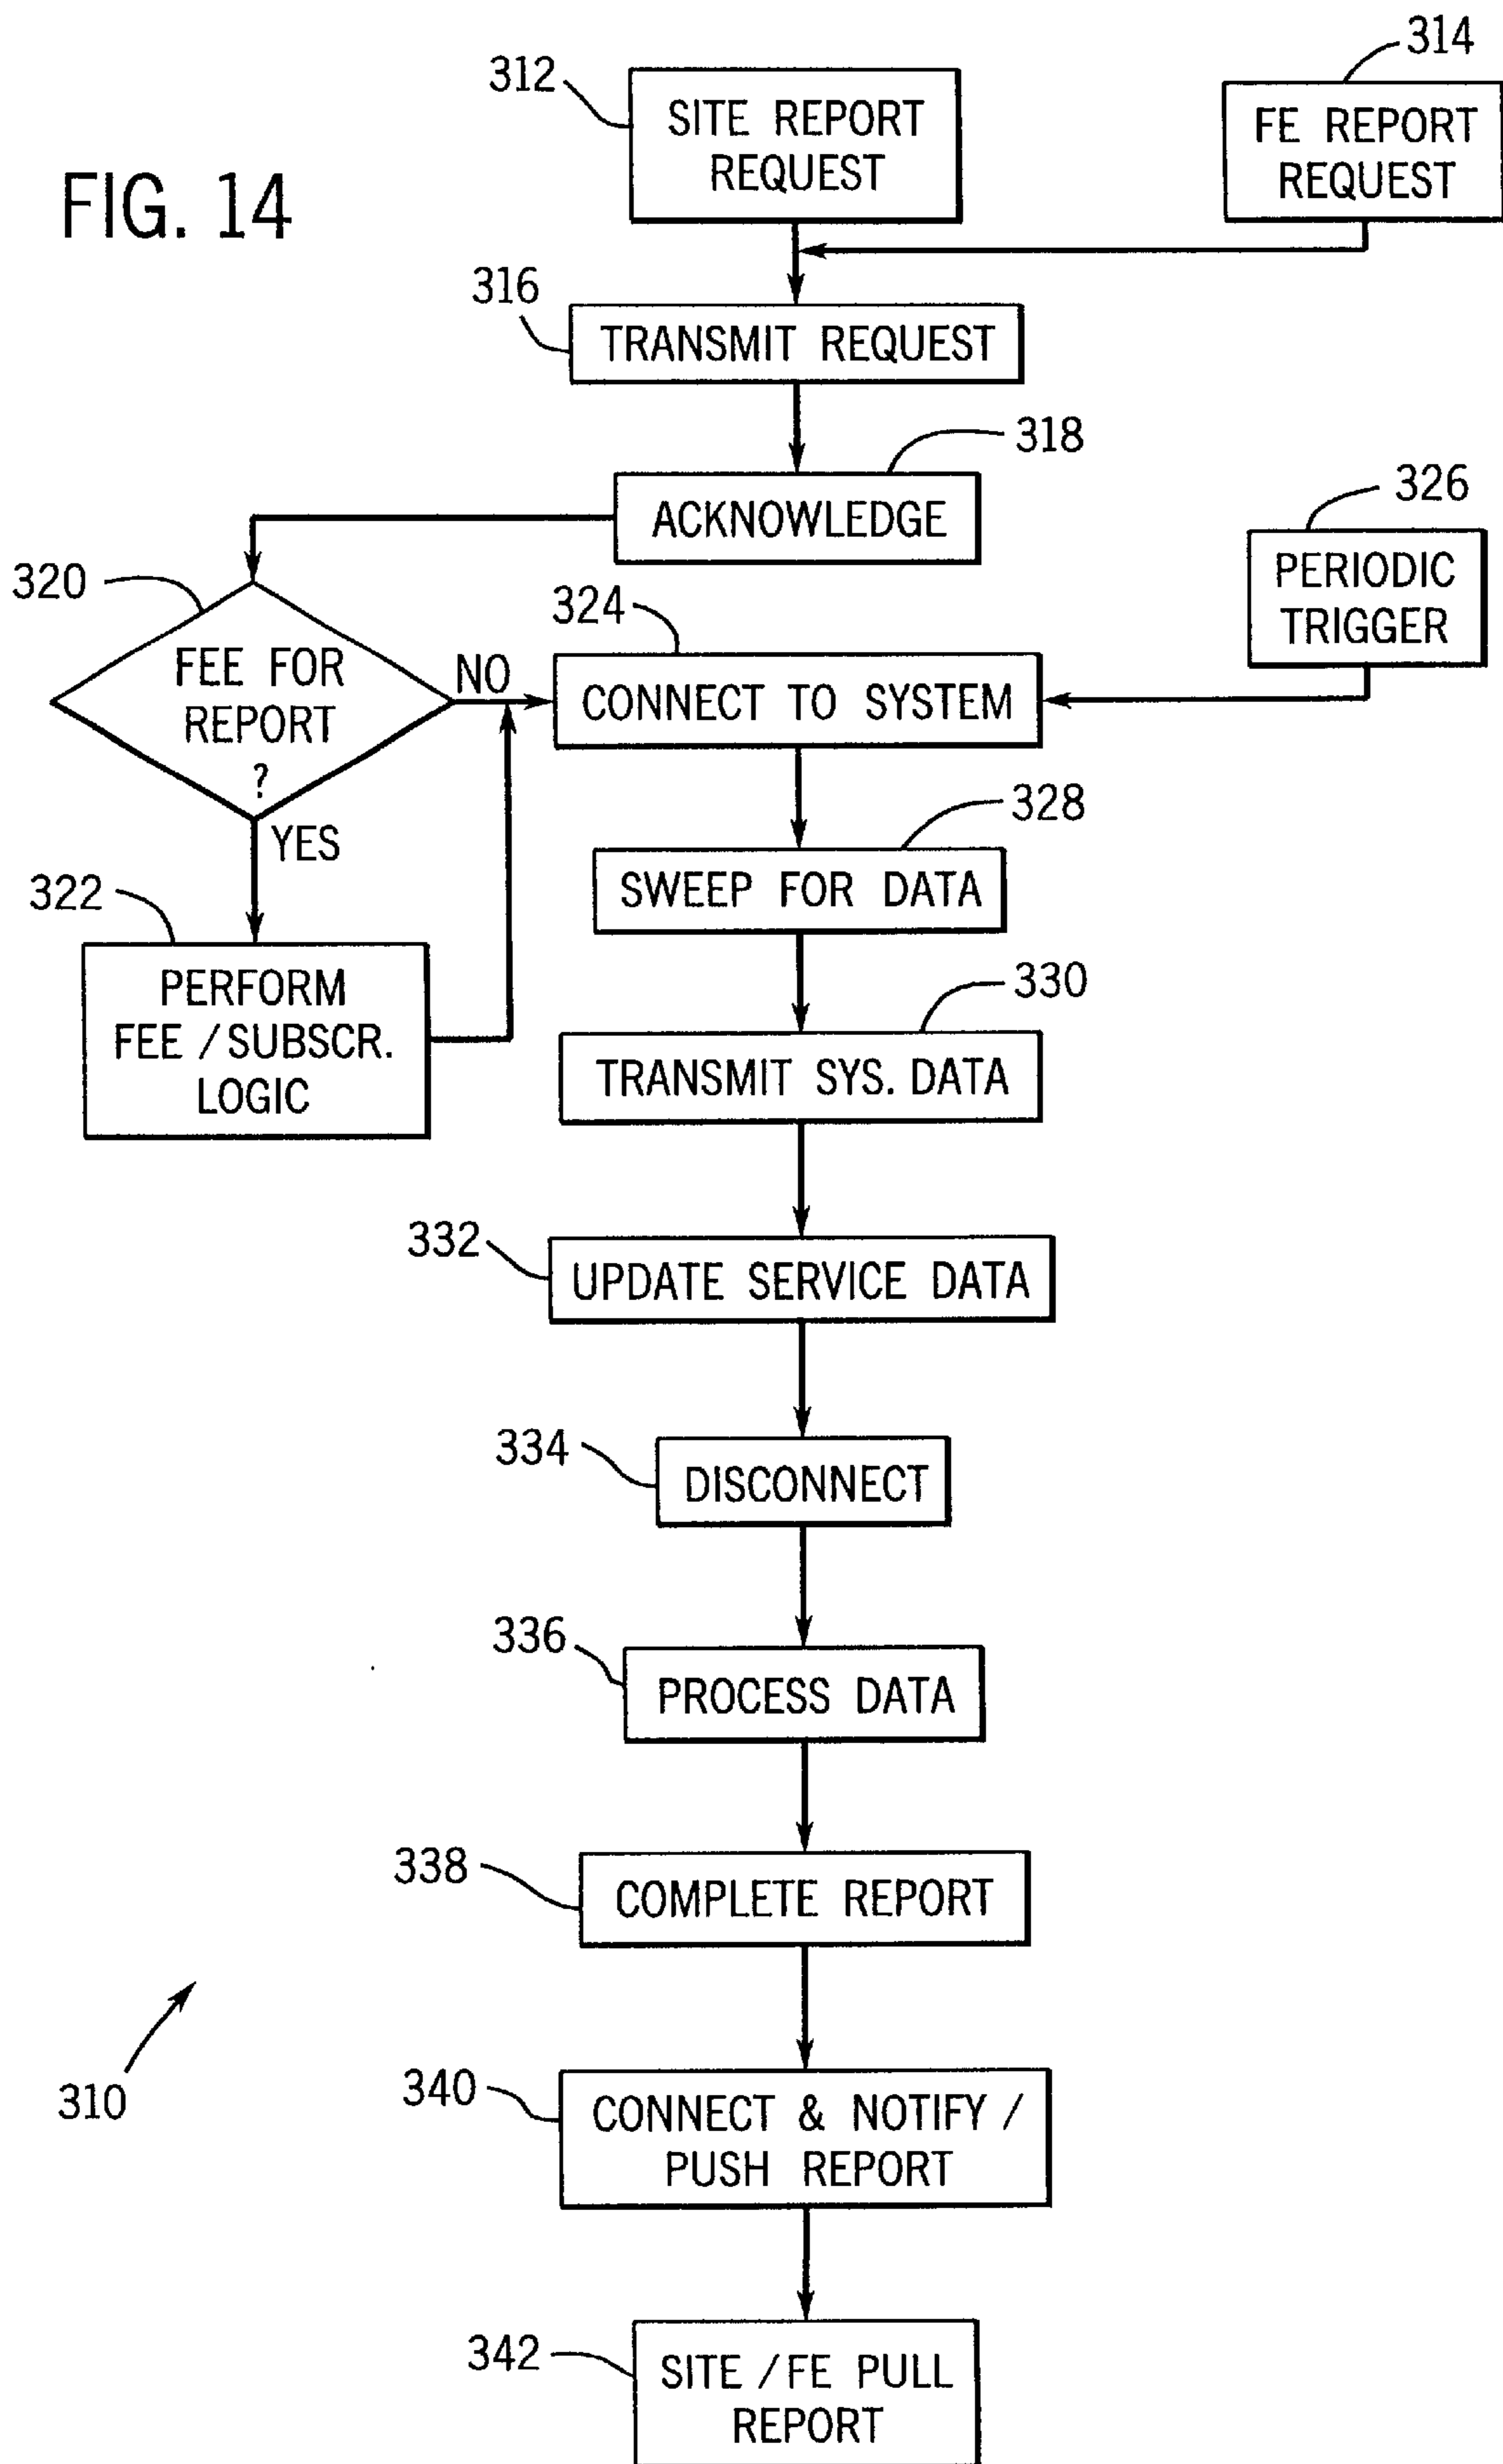 FIG. 14
312
SITE REPORT
REQUEST
314
FE REPORT
REQUEST
316
TRANSMIT REQUEST
318
ACKNOWLEDGE
320
FEE FOR
REPORT
?
NO
YES
322
PERFORM
FEE / SUBSCR.
LOGIC
324
CONNECT TO SYSTEM
326
PERIODIC
TRIGGER
328
SWEEP FOR DATA
330
TRANSMIT SYS. DATA
332
UPDATE SERVICE DATA
334
DISCONNECT
336
PROCESS DATA
338
COMPLETE REPORT
310
340
CONNECT & NOTIFY /
PUSH REPORT
342
SITE / FE PULL
REPORT